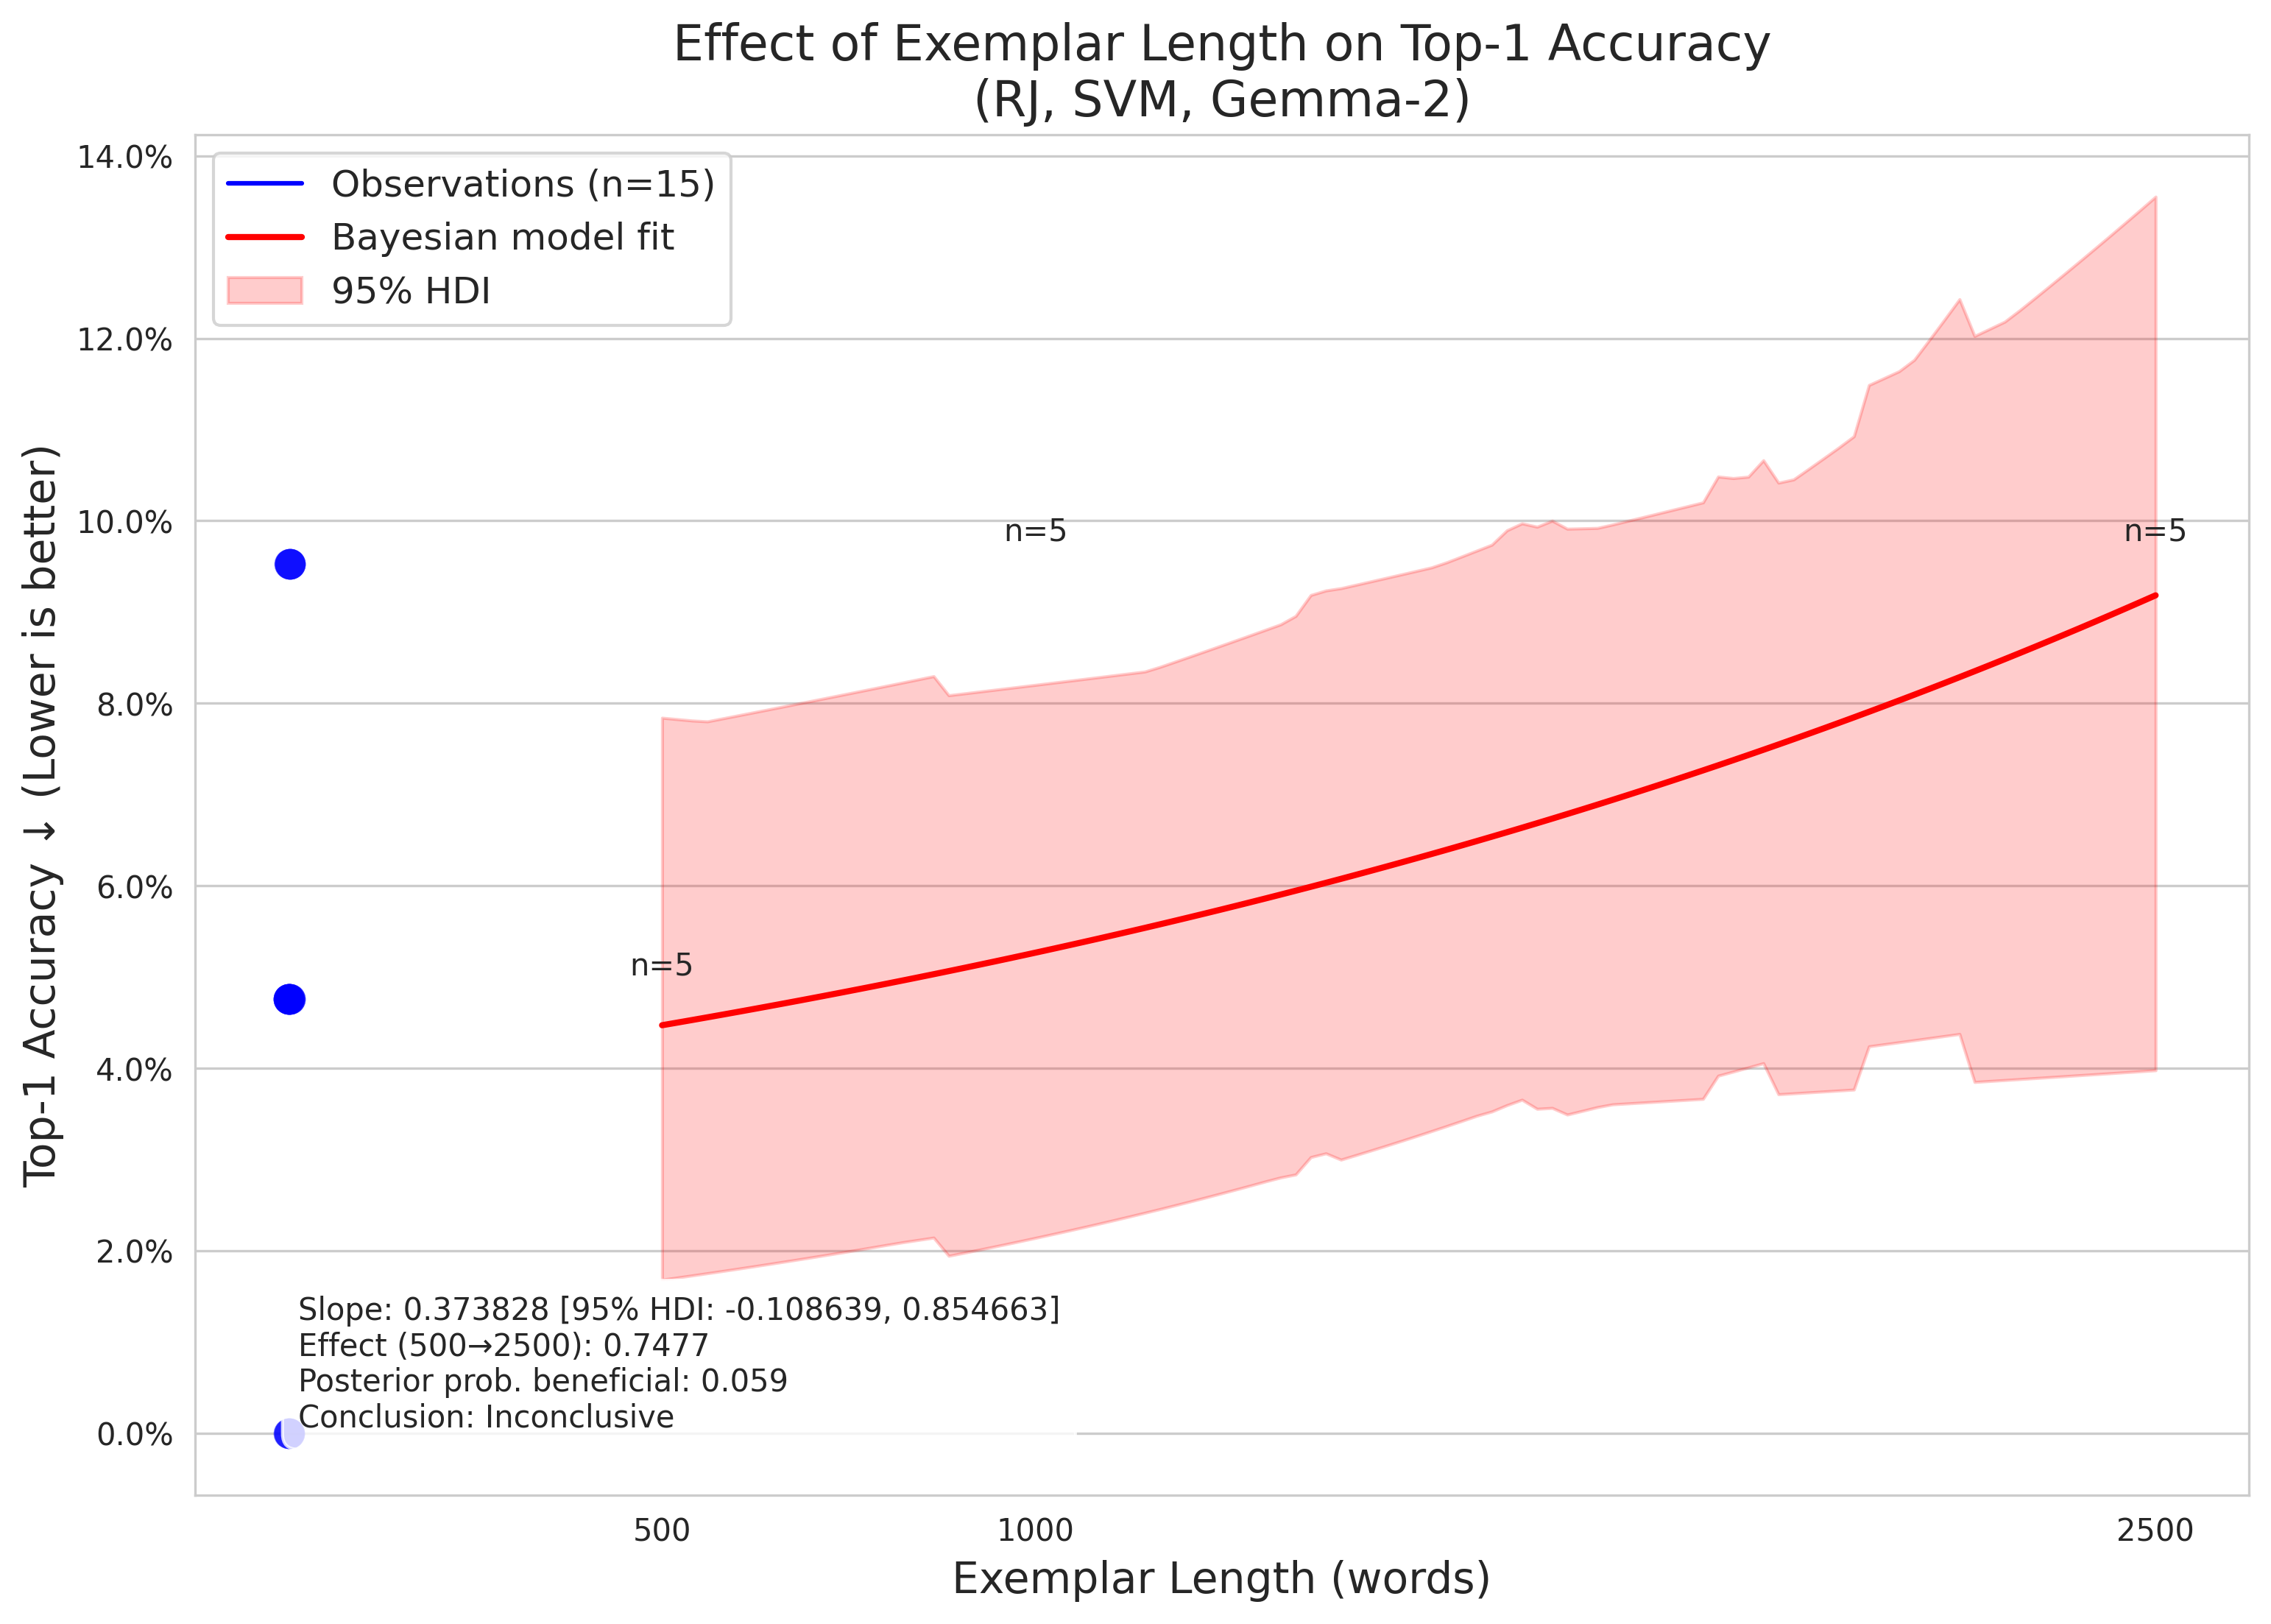 Effect of Exemplar Length on Top-1 Accuracy
(RJ, SVM, Gemma-2)
Top-1 Accuracy ↓ (Lower is better)
14.0%
12.0%
10.0%
8.0%
6.0%
4.0%
2.0%
0.0%
Observations (n=15)
Bayesian model fit
95% HDI
n=5
n=5
n=5
Slope: 0.373828 [95% HDI: -0.108639, 0.854663]
Effect (500→2500): 0.7477
Posterior prob. beneficial: 0.059
Conclusion: Inconclusive
500
1000
2500
Exemplar Length (words)